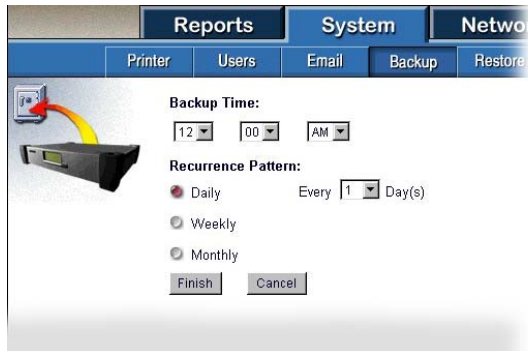 Reports System Netwo
Printer Users Email Backup Restore
Backup Time:
12 00 AM
Recurrence Pattern:
Daily Every 1 Day(s)
Weekly
Monthly
Finish Cancel